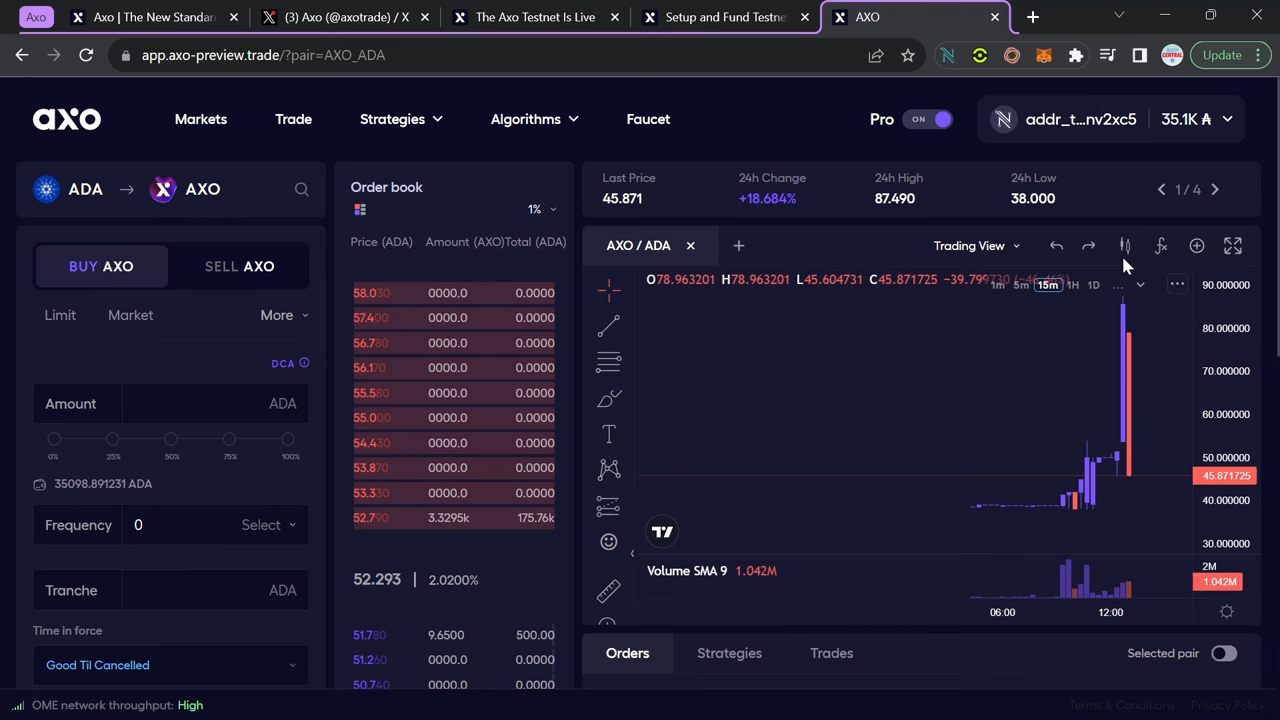 Axo
Axo | The New Standar
(3) Axo (@axotrade) / X
The Axo Testnet Is Live
Setup and Fund Testnet
AXO
app.axo-preview.trade/?pair=AXO_ADA
Update
axo
Markets
Trade
Strategies
Algorithms
Faucet
Pro
ON
addr_t...nv2xc5
35.1K ₳
ADA → AXO
BUY AXO
SELL AXO
Limit
Market
More
DCA
Amount
ADA
0%
25%
50%
75%
100%
35098.891231 ADA
Frequency
0
Select
Tranche
ADA
Time in force
Good Til Cancelled
Order book
1%
Price (ADA) Amount (AXO) Total (ADA)
58.030 0000.0 0.0000
57.400 0000.0 0.0000
56.780 0000.0 0.0000
56.170 0000.0 0.0000
55.580 0000.0 0.0000
55.000 0000.0 0.0000
54.430 0000.0 0.0000
53.870 0000.0 0.0000
53.330 0000.0 0.0000
52.790 3.3295k 175.76k
52.293 | 2.0200%
51.780 9.6500 500.00
51.260 0000.0 0.0000
50.740 0000.0 0.0000
Last Price
45.871
24h Change
+18.684%
24h High
87.490
24h Low
38.000
1 / 4
AXO / ADA
Trading View
O78.963201 H78.963201 L45.604731 C45.871725 −39.799730
1m 5m 15m 1H 1D ...
90.000000
80.000000
70.000000
60.000000
50.000000
45.871725
40.000000
30.000000
Volume SMA 9 1.042M
2M
1.042M
06:00
12:00
Orders
Strategies
Trades
Selected pair
OME network throughput: High
Terms & Conditions
Privacy Policy